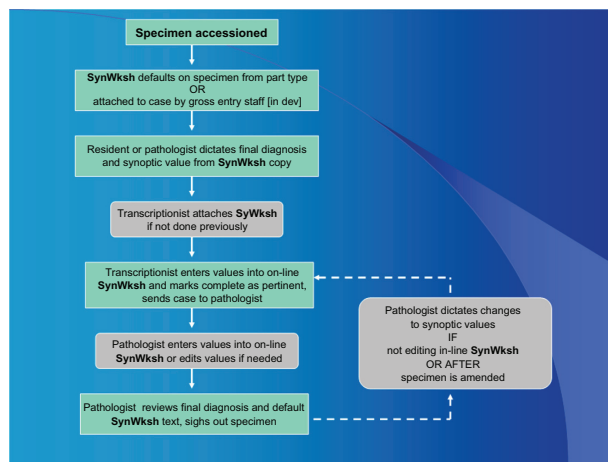 Specimen accessioned
SynWksh defaults on specimen from part type
OR
attached to case by gross entry staff [in dev]
Resident or pathologist dictates final diagnosis
and synoptic value from SynWksh copy
Transcriptionist attaches SyWksh
if not done previously
Transcriptionist enters values into on-line
SynWksh and marks complete as pertinent,
sends case to pathologist
Pathologist enters values into on-line
SynWksh or edits values if needed
Pathologist reviews final diagnosis and default
SynWksh text, sighs out specimen
Pathologist dictates changes
to synoptic values
IF
not editing in-line SynWksh
OR AFTER
specimen is amended